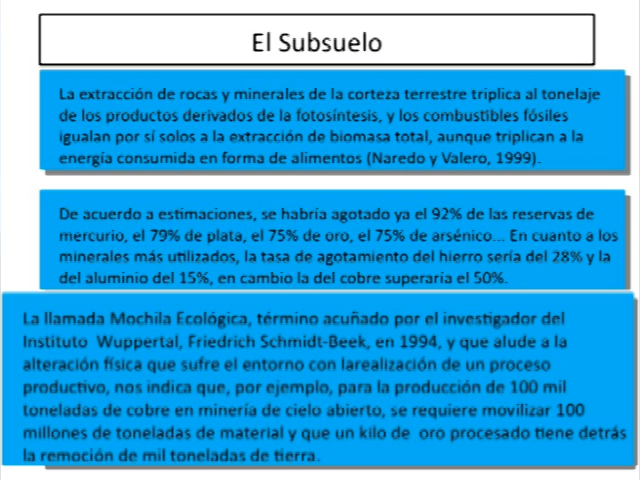 El Subsuelo
La extracción de rocas y minerales de la corteza terrestre triplica al tonelaje
de los productos derivados de la fotosíntesis, y los combustibles fósiles
igualan por sí solos a la extracción de biomasa total, aunque triplican a la
energía consumida en forma de alimentos (Naredo y Valero, 1999).
De acuerdo a estimaciones, se habría agotado ya el 92% de las reservas de
mercurio, el 79% de plata, el 75% de oro, el 75% de arsénico... En cuanto a los
minerales más utilizados, la tasa de agotamiento del hierro sería del 28% y la
del aluminio del 15%, en cambio la del cobre superaría el 50%.
La llamada Mochila Ecológica, término acuñado por el investigador del
Instituto Wuppertal, Friedrich Schmidt-Beek, en 1994, y que alude a la
alteración física que sufre el entorno con larealización de un proceso
productivo, nos indica que, por ejemplo, para la producción de 100 mil
toneladas de cobre en minería de cielo abierto, se requiere movilizar 100
millones de toneladas de material y que un kilo de oro procesado tiene detrás
la remoción de mil toneladas de tierra.